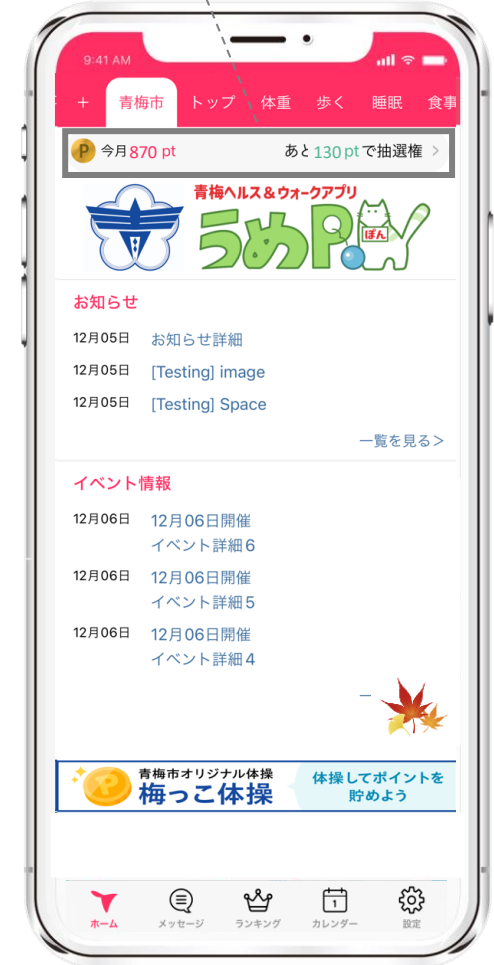 9:41 AM
+ 青梅市 トップ 体重 歩く 睡眠 食事
P 今月870 pt あと130 ptで抽選権 >
青梅ヘルス&ウォークアプリ
うめPAY
ぽん
お知らせ
12月05日 お知らせ詳細
12月05日 [Testing] image
12月05日 [Testing] Space
一覧を見る>
イベント情報
12月06日 12月06日開催
イベント詳細6
12月06日 12月06日開催
イベント詳細5
12月06日 12月06日開催
イベント詳細4
青梅市オリジナル体操
梅っこ体操
体操してポイントを
貯めよう
ホーム メッセージ ランキング カレンダー 設定